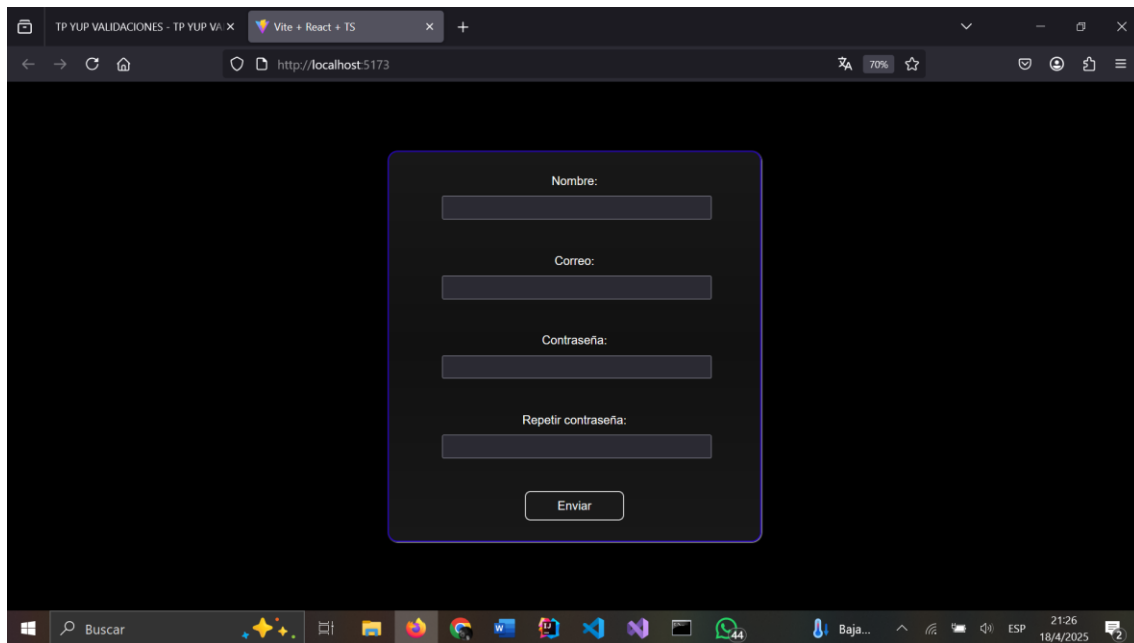 TP YUP VALIDACIONES - TP YUP VA
Vite + React + TS
http://localhost:5173
70%
Nombre:
Correo:
Contraseña:
Repetir contraseña:
Enviar
Buscar
44
Baja...
ESP
21:26
18/4/2025
2